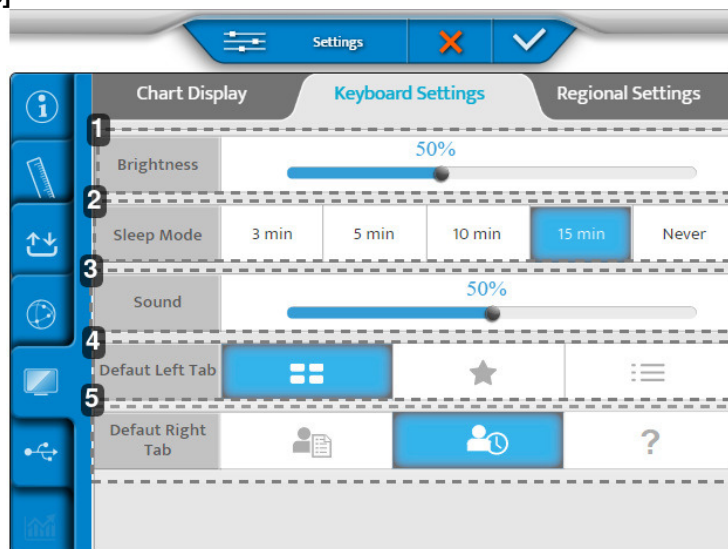 Settings
Chart Display Keyboard Settings Regional Settings
1
50%
Brightness
2
Sleep Mode 3 min 5 min 10 min 15 min Never
3
50%
Sound
4
Defaut Left Tab
5
Defaut Right
Tab
?